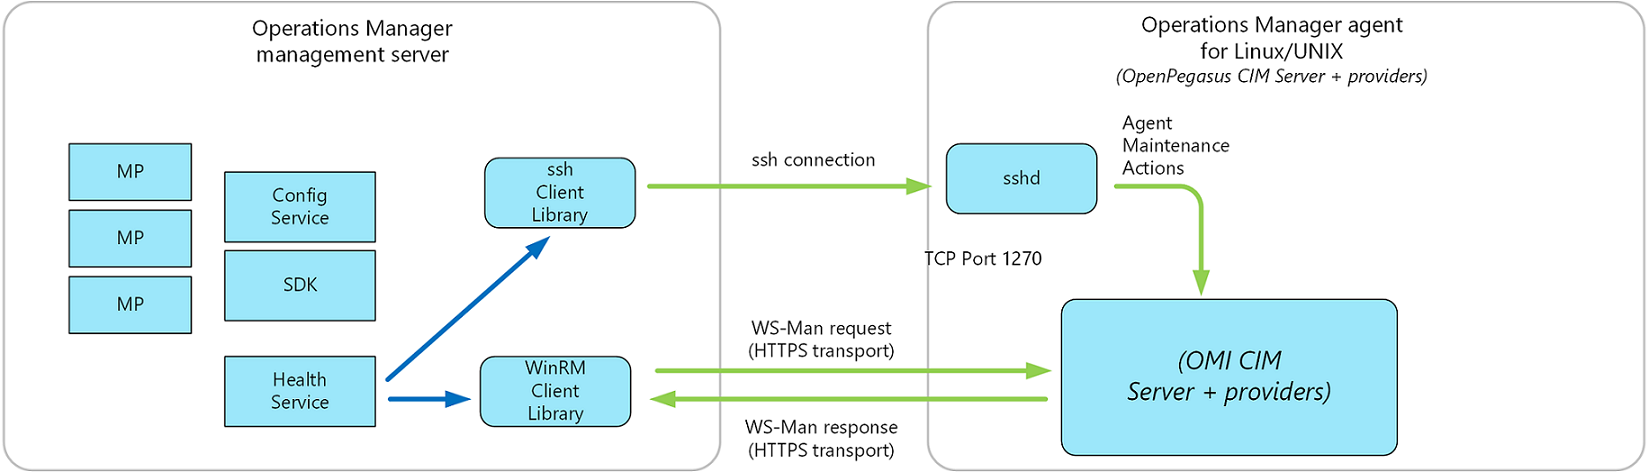 Operations Manager
management server
MP
MP
MP
Config
Service
SDK
Health
Service
ssh
Client
Library
WinRM
Client
Library
ssh connection
WS-Man request
(HTTPS transport)
WS-Man response
(HTTPS transport)
Operations Manager agent
for Linux/UNIX
(OpenPegasus CIM Server + providers)
sshd
Agent
Maintenance
Actions
TCP Port 1270
(OMI CIM
Server + providers)